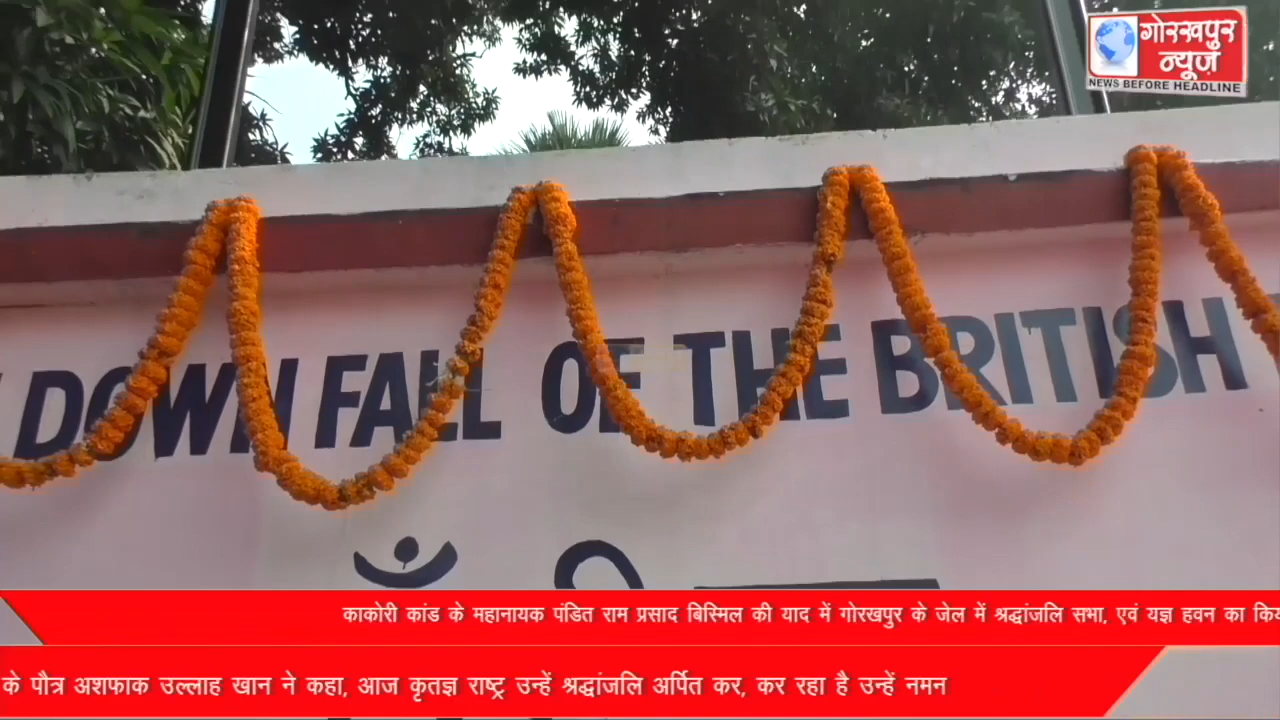 गोरखपुर
न्यूज़
NEWS BEFORE HEADLINE
DOWN FALL OF THE BRITISH
काकोरी कांड के महानायक पंडित राम प्रसाद बिस्मिल की याद में गोरखपुर के जेल में श्रद्धांजलि सभा, एवं यज्ञ हवन का
के पौत्र अशफाक उल्लाह खान ने कहा, आज कृतज्ञ राष्ट्र उन्हें श्रद्धांजलि अर्पित कर, कर रहा है उन्हें नमन